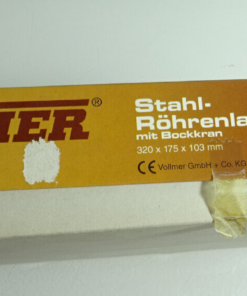 MER®
Stahl-
Röhrenla
mit Bockkran
320 x 175 x 103 mm
CE Vollmer GmbH + Co. KG